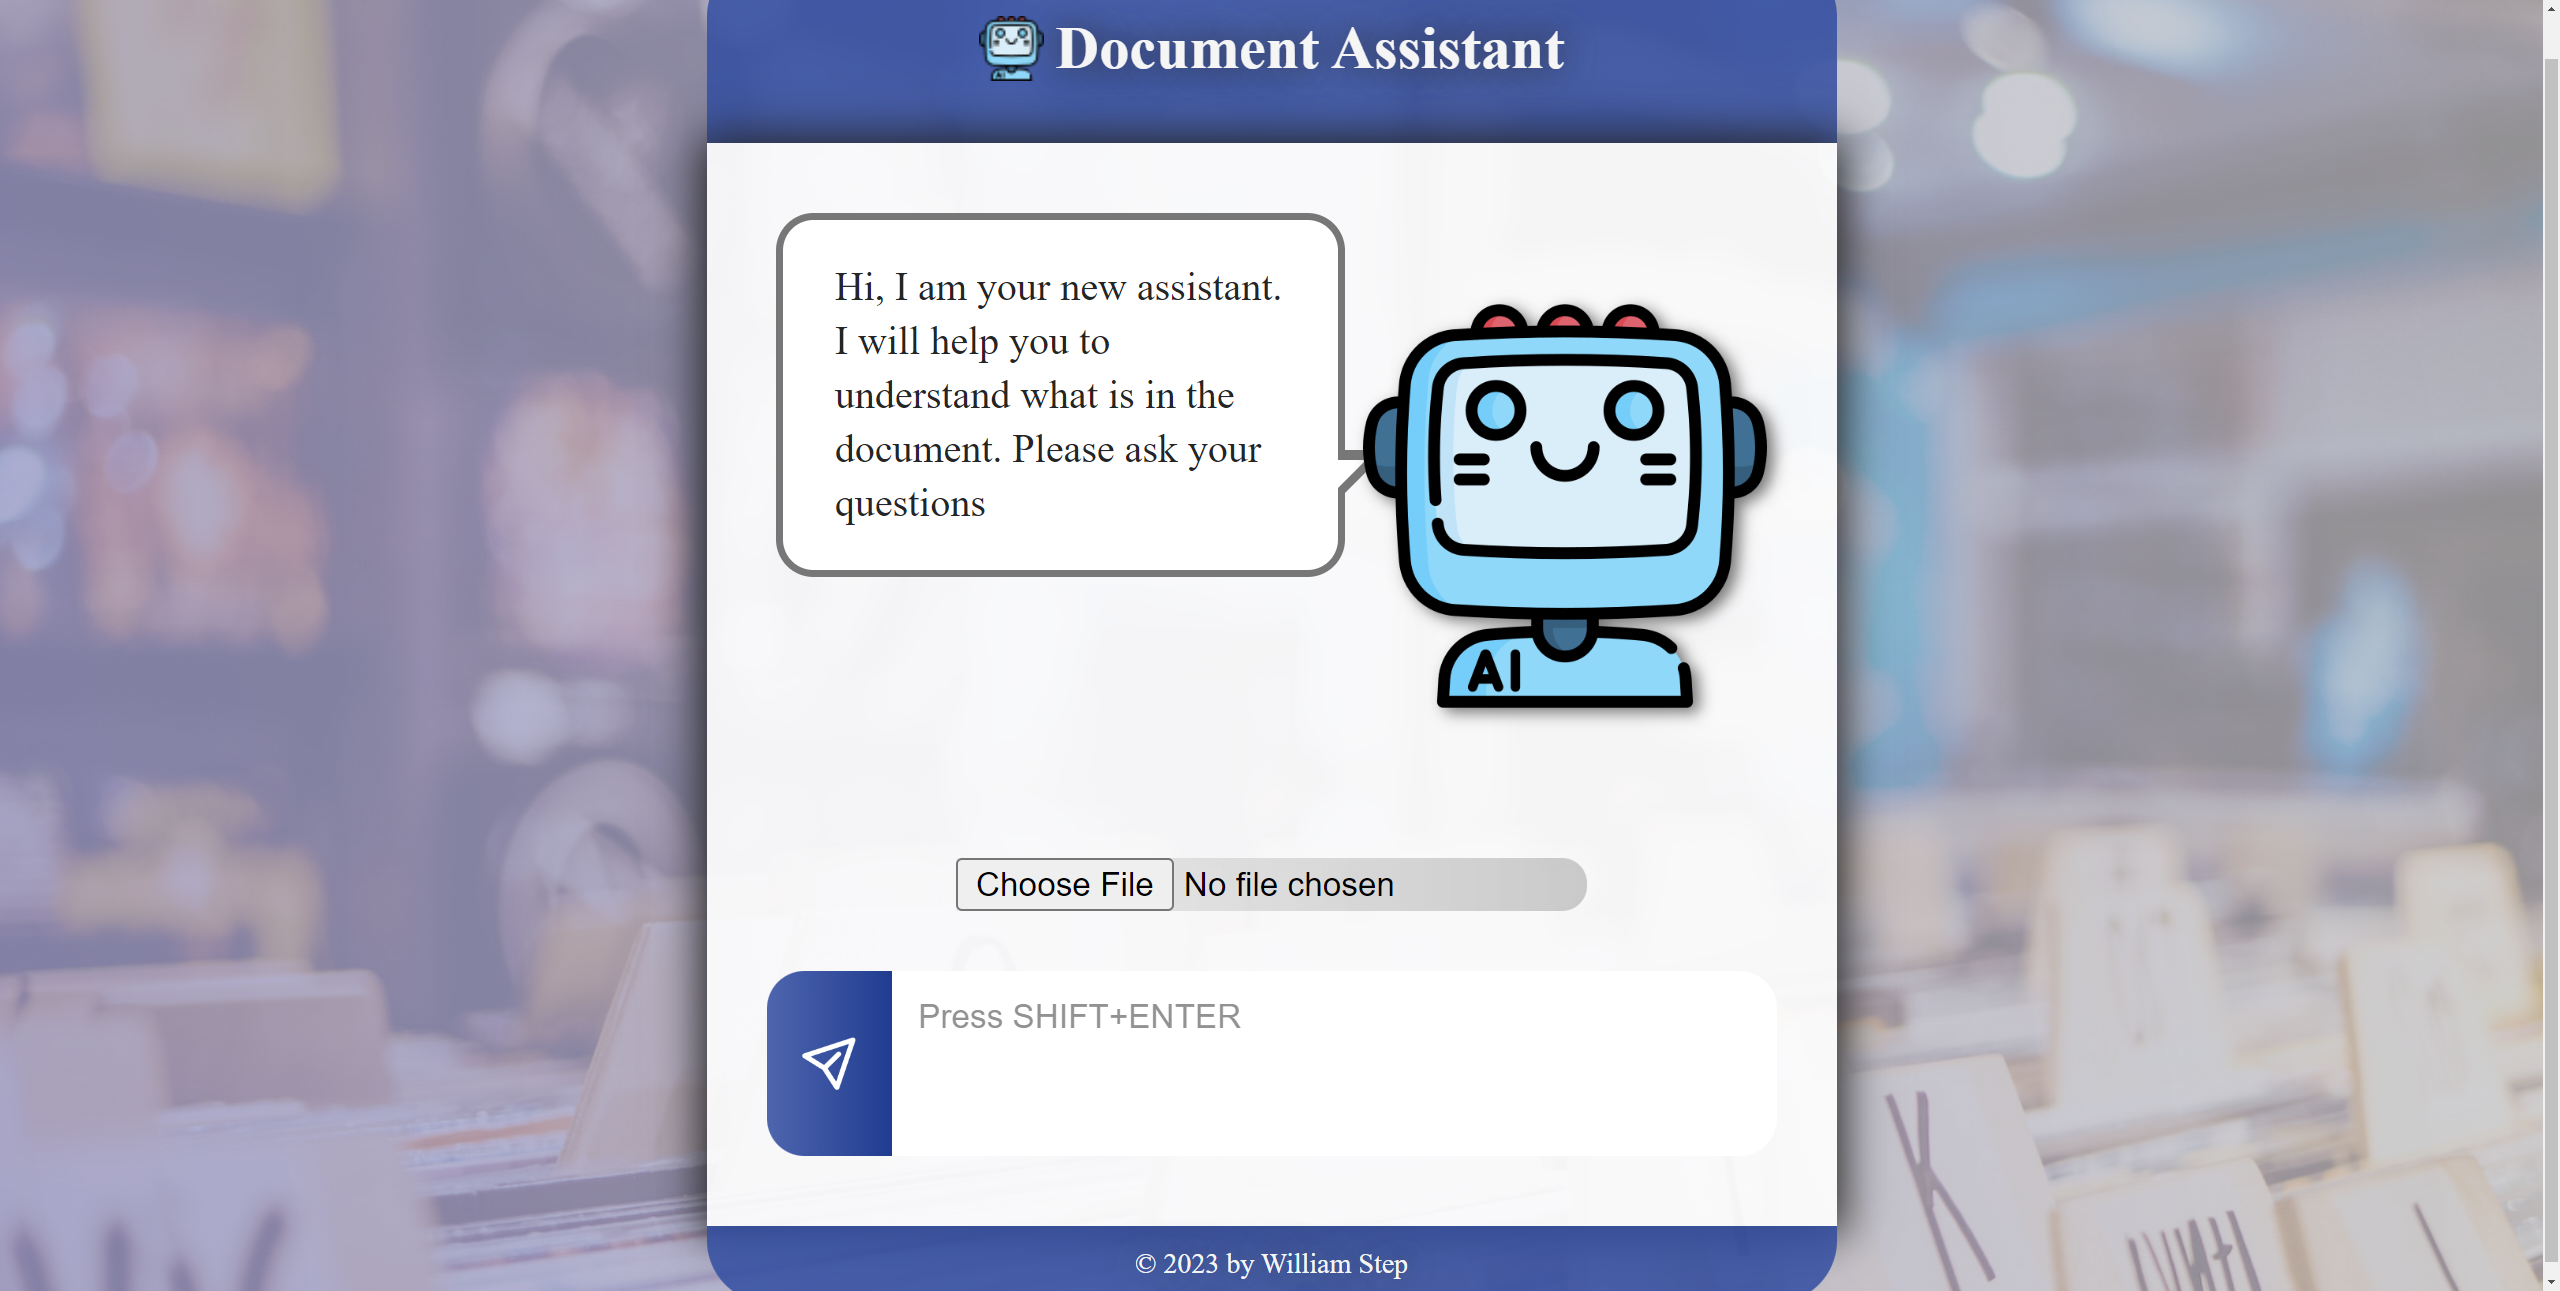 Document Assistant
Hi, I am your new assistant.
I will help you to
understand what is in the
document. Please ask your
questions
AI
Choose File No file chosen
Press SHIFT+ENTER
© 2023 by William Step